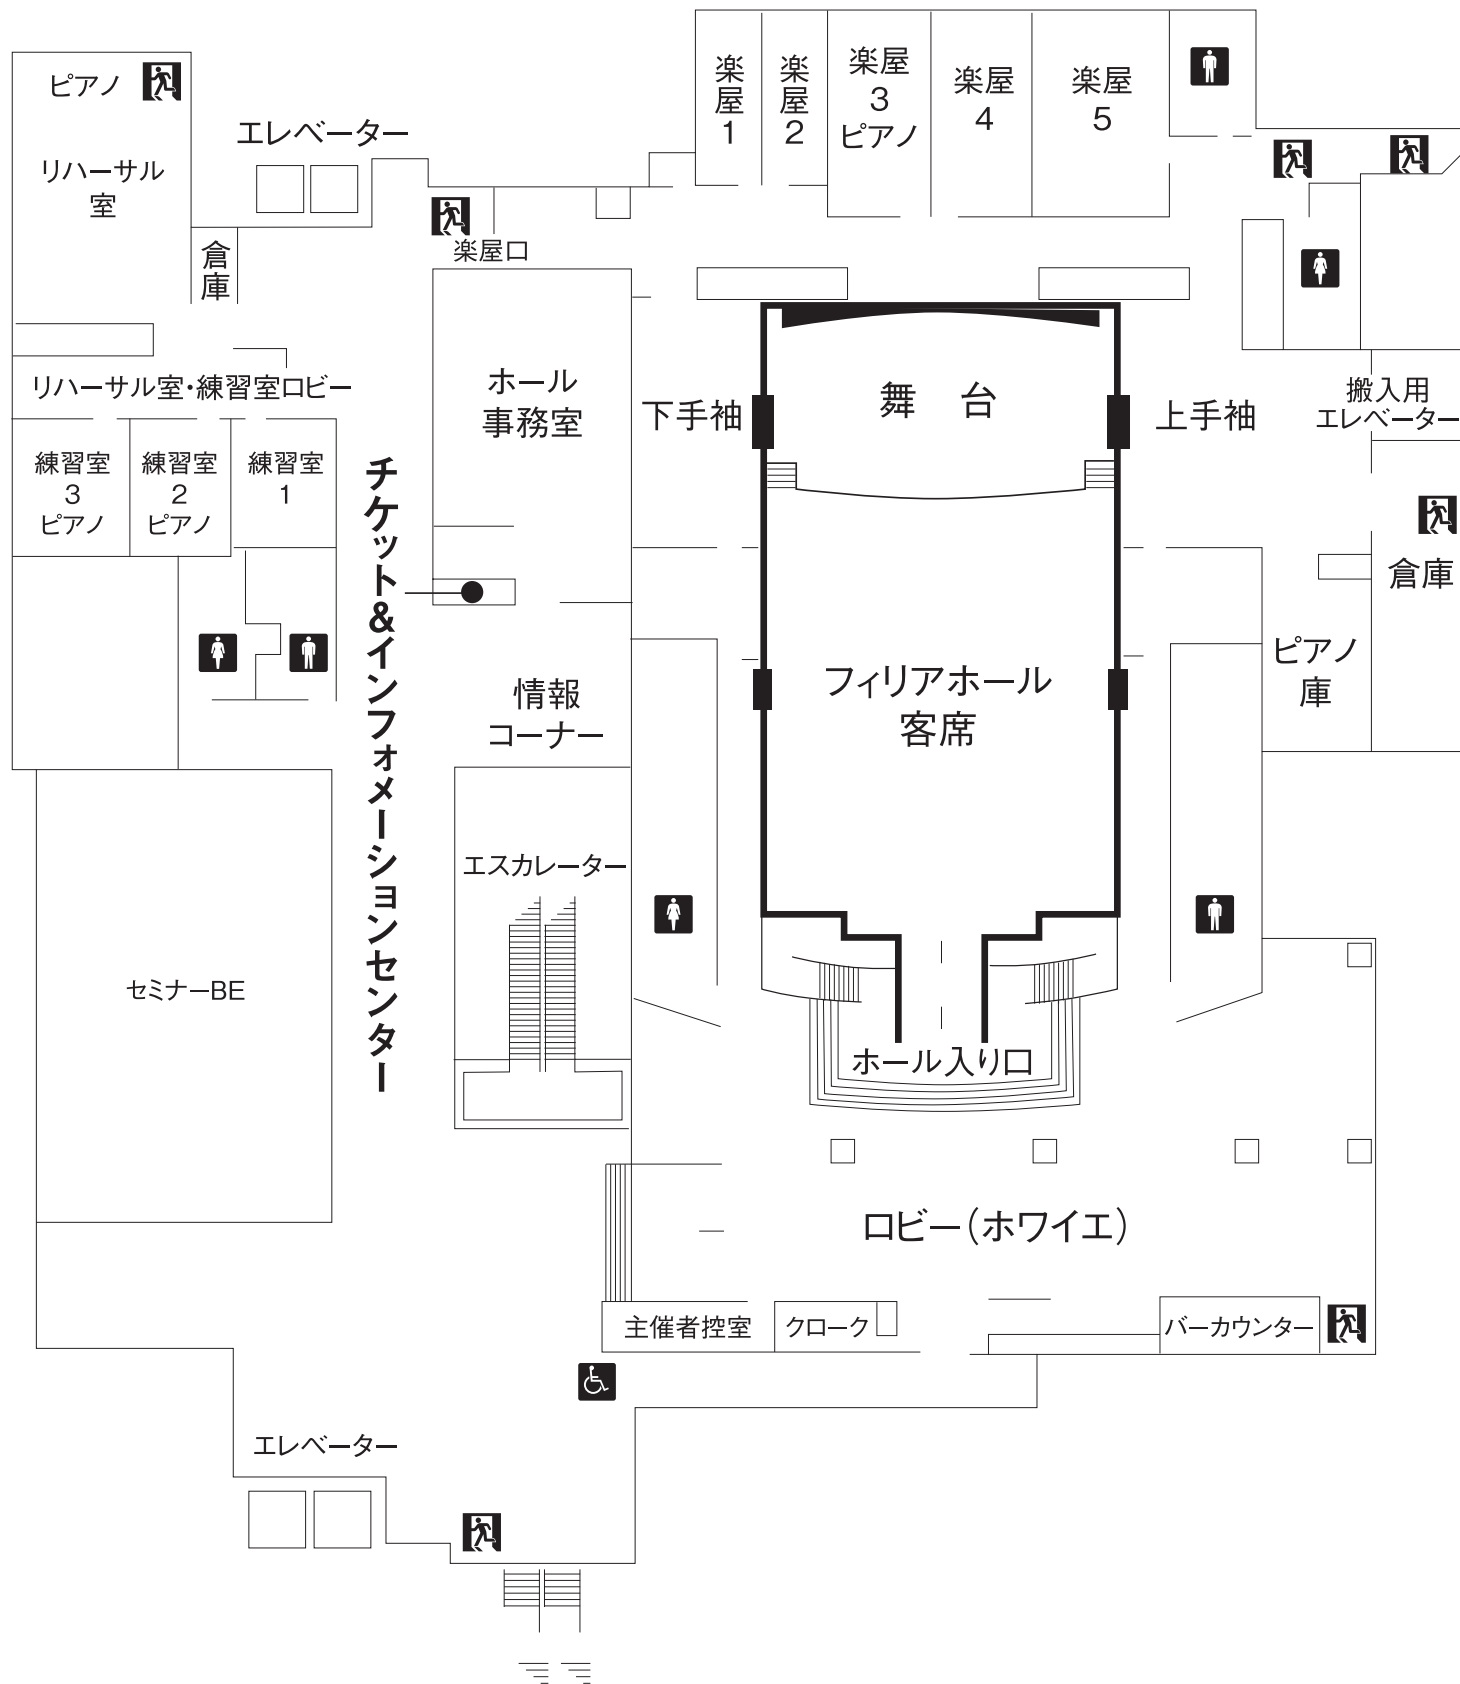 楽屋
1
楽屋
2
楽屋
3
ピアノ
楽屋
4
楽屋
5
ピアノ
リハーサル
室
エレベーター
倉庫
楽屋口
リハーサル室・練習室ロビー
練習室
3
ピアノ
練習室
2
ピアノ
練習室
1
ホール
事務室
下手袖
舞 台
上手袖
搬入用
エレベーター
チケット&インフォメーションセンター
倉庫
ピアノ
庫
フィリアホール
客席
情報
コーナー
エスカレーター
セミナーBE
ホール入り口
ロビー(ホワイエ)
主催者控室
クローク
バーカウンター
エレベーター